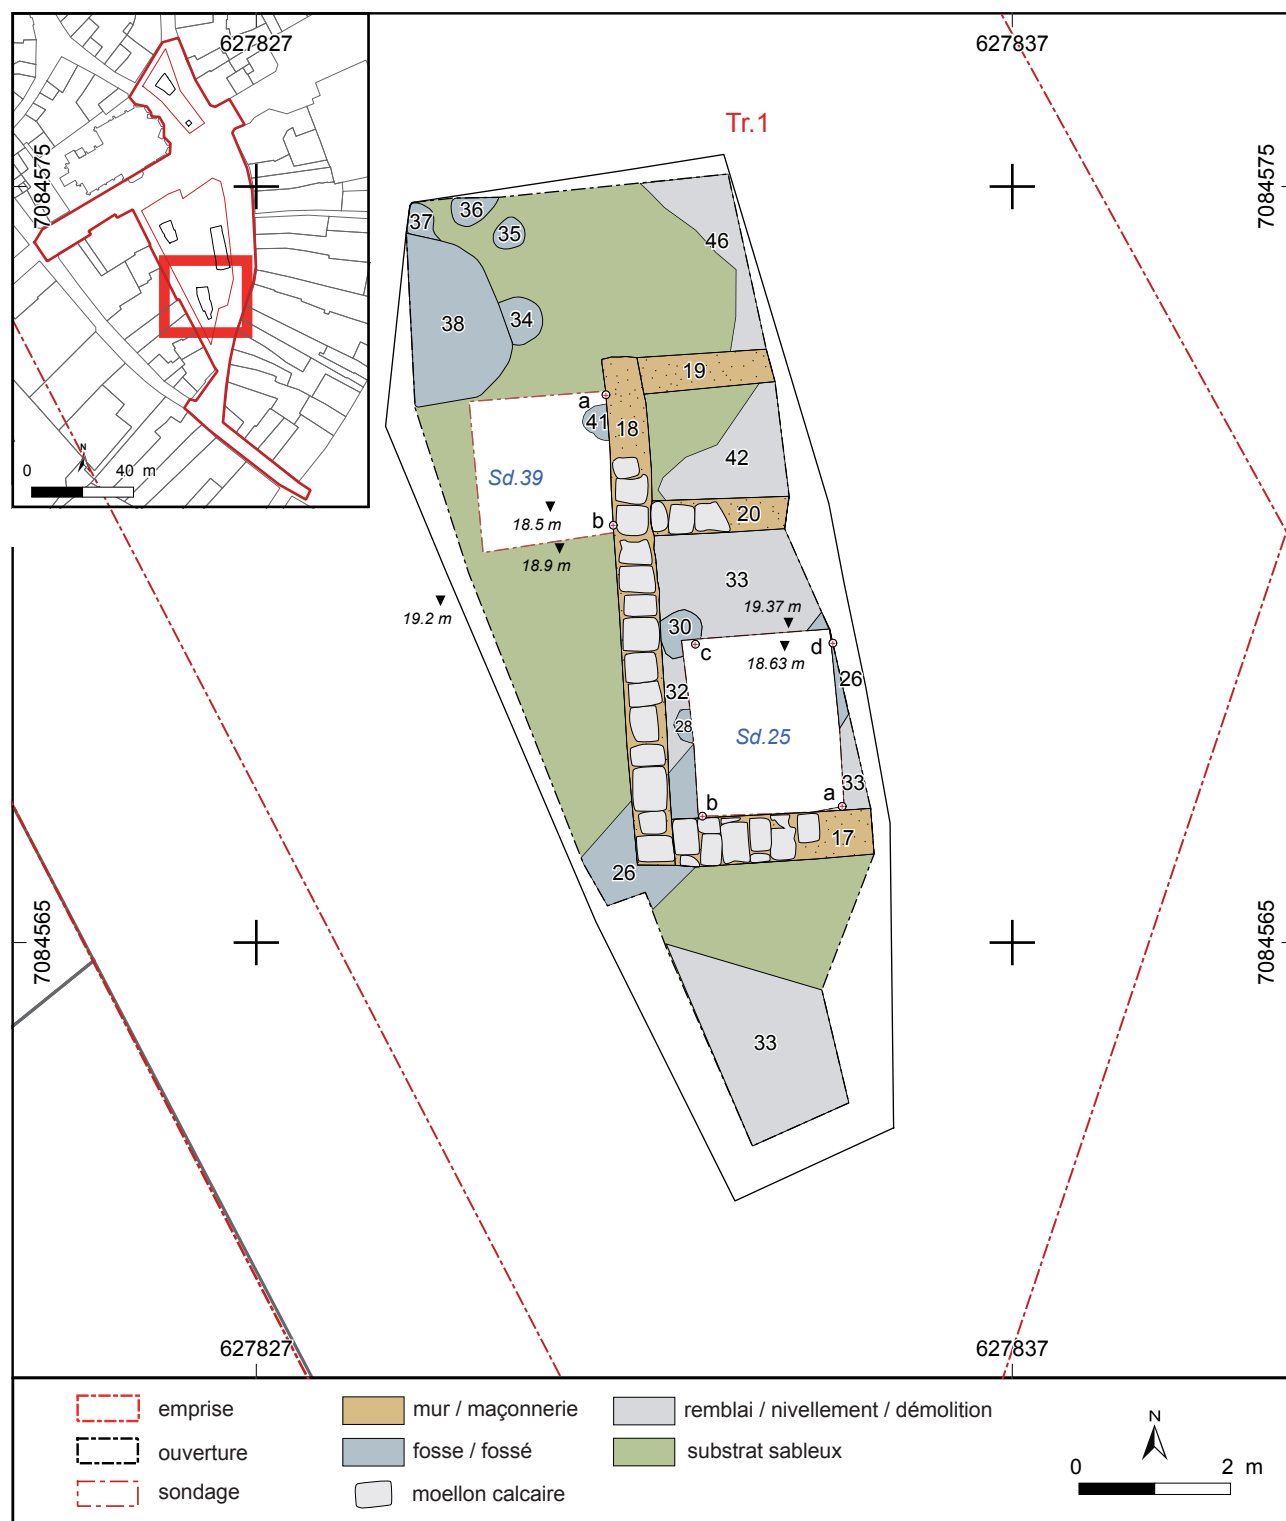 627827
627837
Tr.1
7084575
7084575
N
0 40 m
37
36
35
46
38
34
19
a
41
18
42
Sd.39
18.5 m
b
20
18.9 m
33
19.2 m
19.37 m
30
c
d
18.63 m
32
26
28
Sd.25
33
b
a
17
26
7084565
7084565
33
627827
627837
emprise
mur / maçonnerie
remblai / nivellement / démolition
ouverture
fosse / fossé
substrat sableux
sondage
moellon calcaire
N
0 2 m